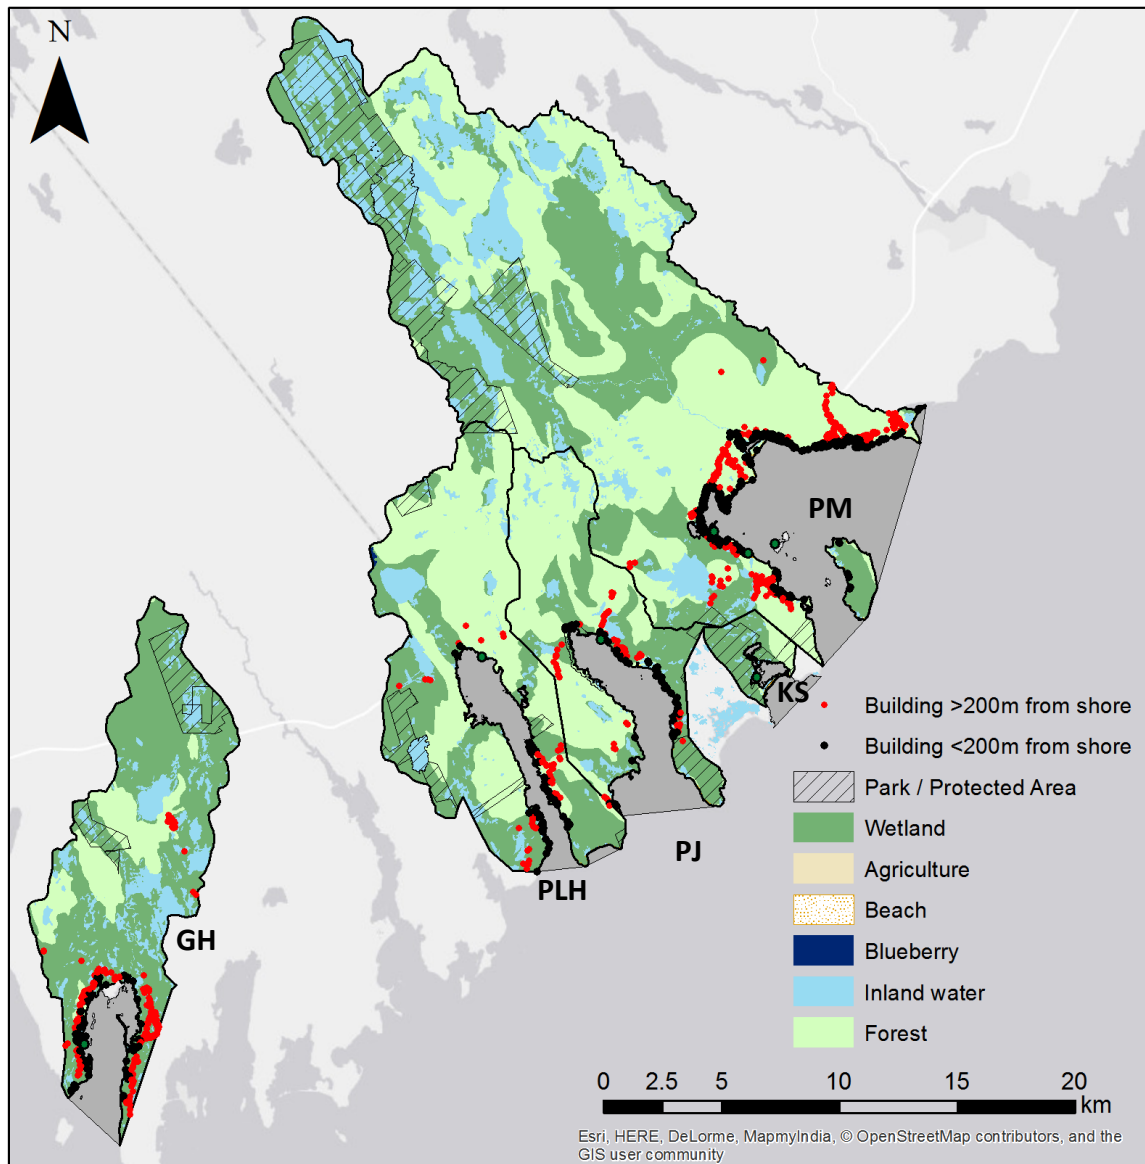 N
PM
KS
PJ
PLH
GH
Building >200m from shore
Building <200m from shore
Park / Protected Area
Wetland
Agriculture
Beach
Blueberry
Inland water
Forest
0 2.5 5 10 15 20
km
Esri, HERE, DeLorme, MapmyIndia, © OpenStreetMap contributors, and the
GIS user community